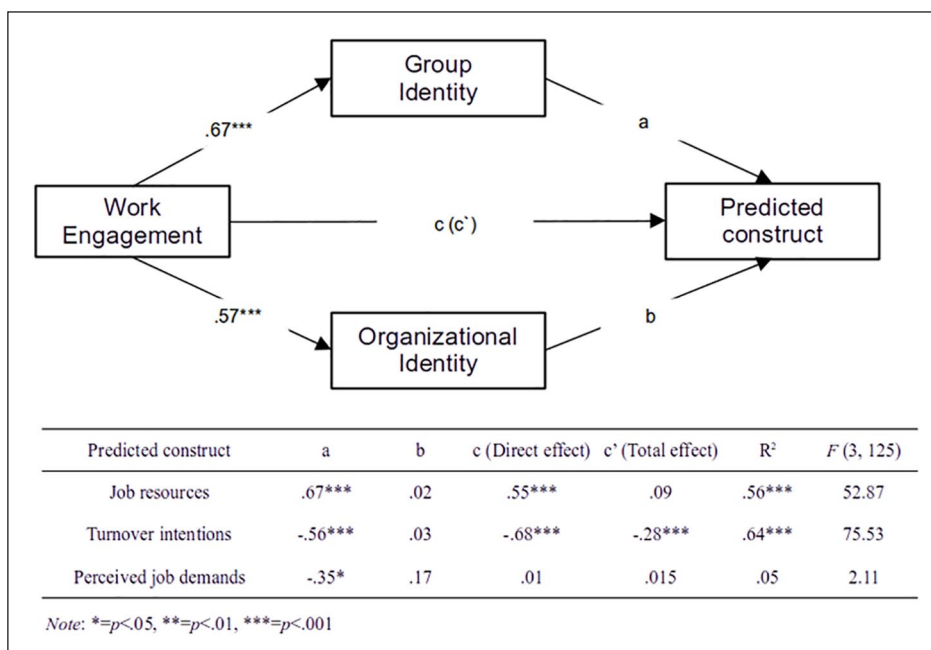 Group
Identity
.67***
a
Work
Engagement
c (c`)
Predicted
construct
.57***
b
Organizational
Identity
Predicted construct a b c (Direct effect) c’ (Total effect) R² F (3, 125)
Job resources .67*** .02 .55*** .09 .56*** 52.87
Turnover intentions -.56*** .03 -.68*** -.28*** .64*** 75.53
Perceived job demands -.35* .17 .01 .015 .05 2.11
Note: *=p<.05, **=p<.01, ***=p<.001